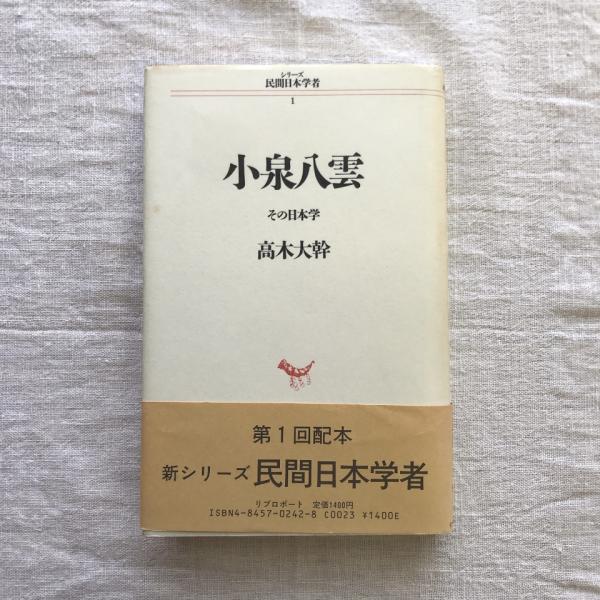 シリーズ
民間日本学者
1
小泉八雲
その日本学
高木大幹
第1回配本
新シリーズ 民間日本学者
リブロポート 定価1400円
ISBN4-8457-0242-8 C0023 ¥1400E